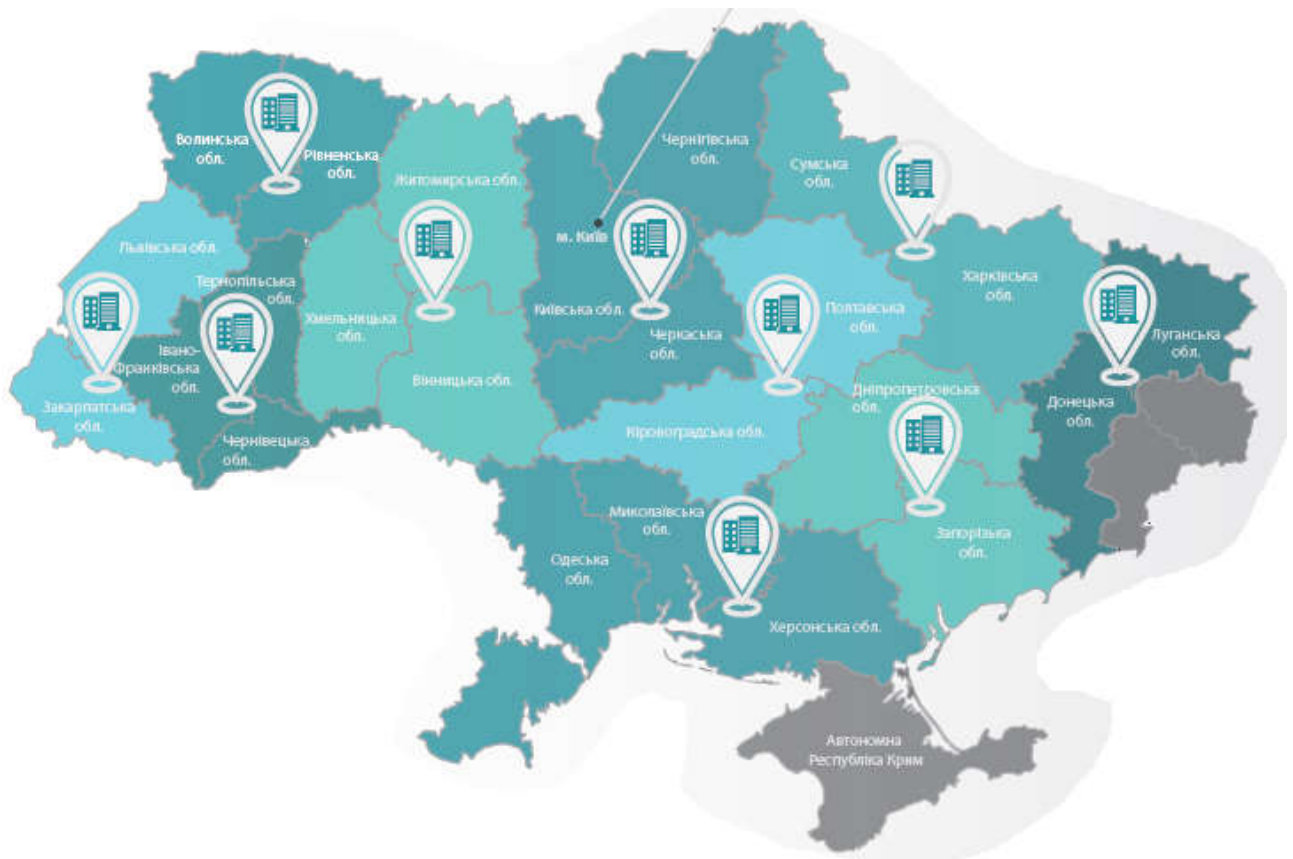 Волинська
обл.
Рівненська
обл.
Житомирська обл.
Чернігівська
обл.
Сумська
обл.
Львівська обл.
Тернопільська
обл.
Хмельницька
обл.
м. Київ
Київська обл.
Черкаська
обл.
Полтавська
обл.
Харківська
обл.
Луганська
обл.
Івано-
Франківська
обл.
Закарпатська
обл.
Чернівецька
обл.
Вінницька обл.
Кіровоградська обл.
Дніпропетровська
обл.
Донецька
обл.
Миколаївська
обл.
Одеська
обл.
Запорізька
обл.
Херсонська обл.
Автономна
Республіка Крим